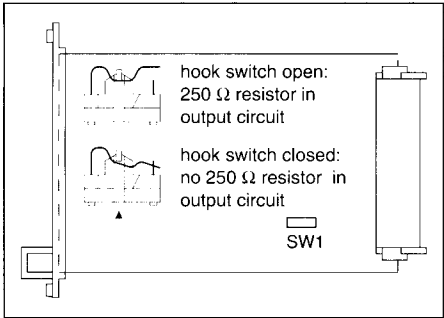 hook switch open:
250 Ω resistor in
output circuit
hook switch closed:
no 250 Ω resistor in
output circuit
SW1